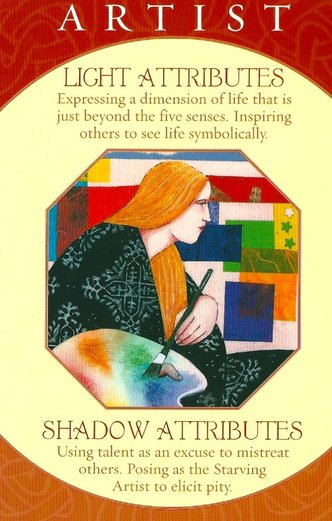 ARTIST
LIGHT ATTRIBUTES
Expressing a dimension of life that is
just beyond the five senses. Inspiring
others to see life symbolically.
SHADOW ATTRIBUTES
Using talent as an excuse to mistreat
others. Posing as the Starving
Artist to elicit pity.